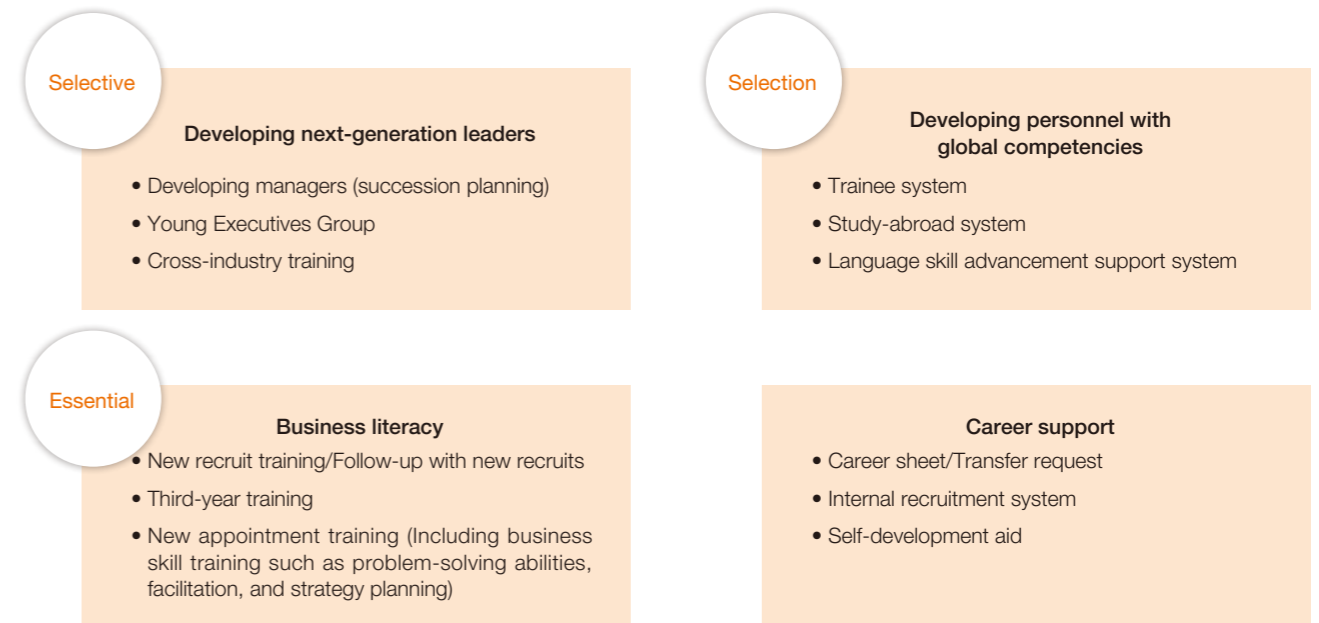 Selective
Developing next-generation leaders
• Developing managers (succession planning)
• Young Executives Group
• Cross-industry training
Selection
Developing personnel with
global competencies
• Trainee system
• Study-abroad system
• Language skill advancement support system
Essential
Business literacy
• New recruit training/Follow-up with new recruits
• Third-year training
• New appointment training (Including business
skill training such as problem-solving abilities,
facilitation, and strategy planning)
Career support
• Career sheet/Transfer request
• Internal recruitment system
• Self-development aid